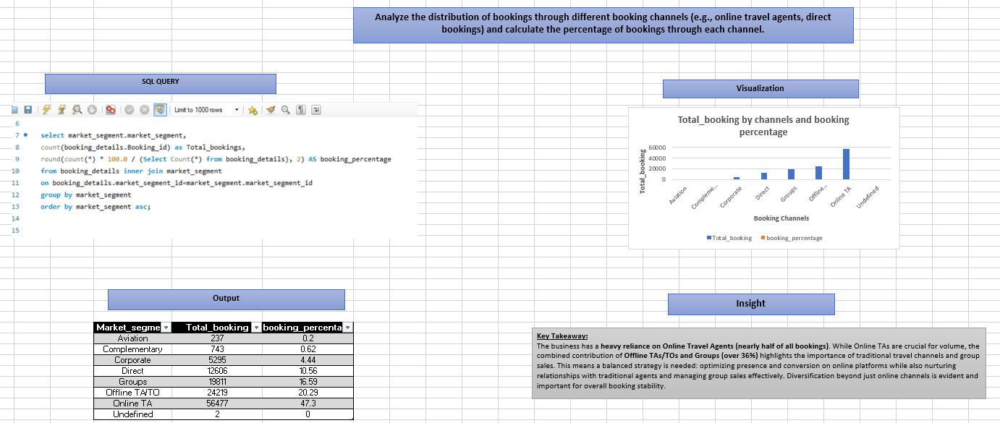 Analyze the distribution of bookings through different booking channels (e.g., online travel agents, direct
bookings) and calculate the percentage of bookings through each channel.
SQL QUERY
Limit to 1000 rows
6
7 select market_segment.market_segment,
8 count(booking_details.Booking_id) as Total_bookings,
9 round(count(*) * 100.0 / (Select Count(*) from booking_details), 2) AS booking_percentage
10 from booking_details inner join market_segment
11 on booking_details.market_segment_id=market_segment.market_segment_id
12 group by market_segment
13 order by market_segment asc;
14
15
Visualization
Total_booking by channels and booking
percentage
Total_booking
60000
40000
20000
0
Aviation
Compleme...
Corporate
Direct
Groups
Offline...
Online TA
Undefined
Booking Channels
Total_booking booking_percentage
Output
Market_segme Total_booking booking_percenta
Aviation 237 0.2
Complementary 743 0.62
Corporate 5295 4.44
Direct 12606 10.56
Groups 19811 16.59
Offline TA/TO 24219 20.29
Online TA 56477 47.3
Undefined 2 0
Insight
Key Takeaway:
The business has a heavy reliance on Online Travel Agents (nearly half of all bookings). While Online TAs are crucial for volume, the
combined contribution of Offline TAs/TOs and Groups (over 36%) highlights the importance of traditional travel channels and group
sales. This means a balanced strategy is needed: optimizing presence and conversion on online platforms while also nurturing
relationships with traditional agents and managing group sales effectively. Diversification beyond just online channels is evident and
important for overall booking stability.